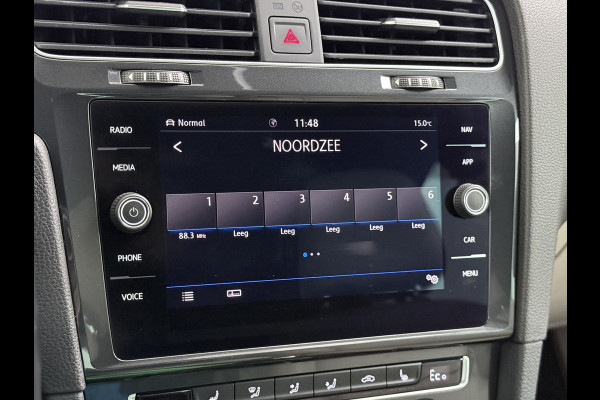 RADIO
MEDIA
PHONE
VOICE
Normal
11:48
15.0°C
< NOORDZEE >
1 2 3 4 5 6
88.3 MHz Leeg Leeg Leeg Leeg Leeg
NAV
APP
CAR
MENU
Eco